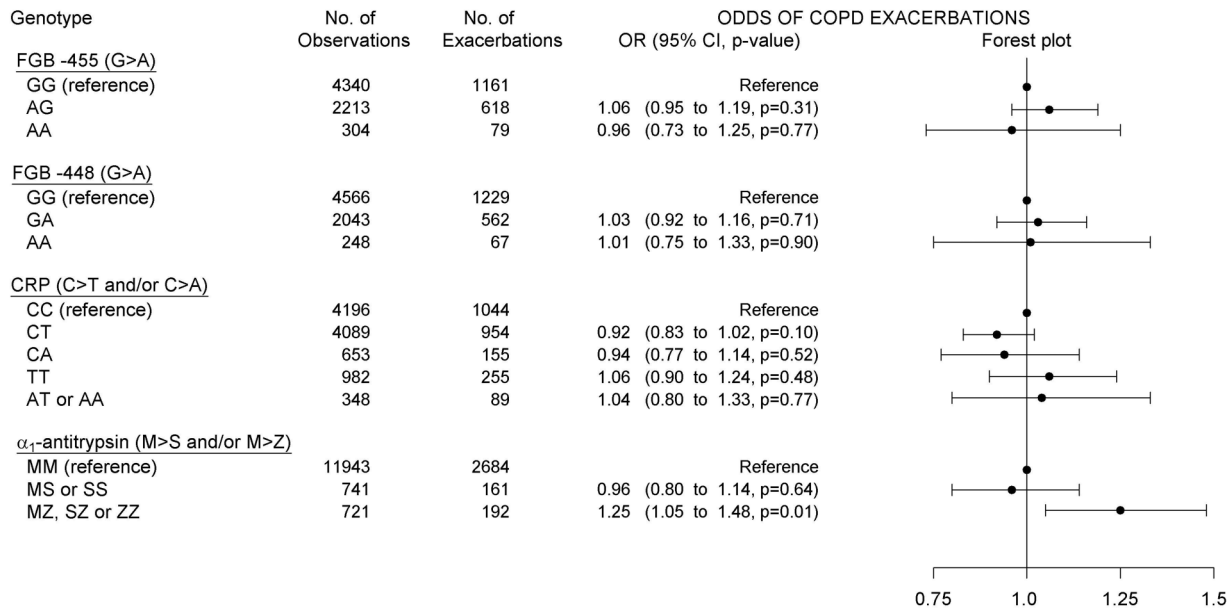 Genotype No. of Observations No. of Exacerbations ODDS OF COPD EXACERBATIONS
OR (95% CI, p-value) Forest plot
FGB -455 (G>A)
GG (reference) 4340 1161 Reference
AG 2213 618 1.06 (0.95 to 1.19, p=0.31)
AA 304 79 0.96 (0.73 to 1.25, p=0.77)
FGB -448 (G>A)
GG (reference) 4566 1229 Reference
GA 2043 562 1.03 (0.92 to 1.16, p=0.71)
AA 248 67 1.01 (0.75 to 1.33, p=0.90)
CRP (C>T and/or C>A)
CC (reference) 4196 1044 Reference
CT 4089 954 0.92 (0.83 to 1.02, p=0.10)
CA 653 155 0.94 (0.77 to 1.14, p=0.52)
TT 982 255 1.06 (0.90 to 1.24, p=0.48)
AT or AA 348 89 1.04 (0.80 to 1.33, p=0.77)
α₁-antitrypsin (M>S and/or M>Z)
MM (reference) 11943 2684 Reference
MS or SS 741 161 0.96 (0.80 to 1.14, p=0.64)
MZ, SZ or ZZ 721 192 1.25 (1.05 to 1.48, p=0.01)
0.75 1.0 1.25 1.5